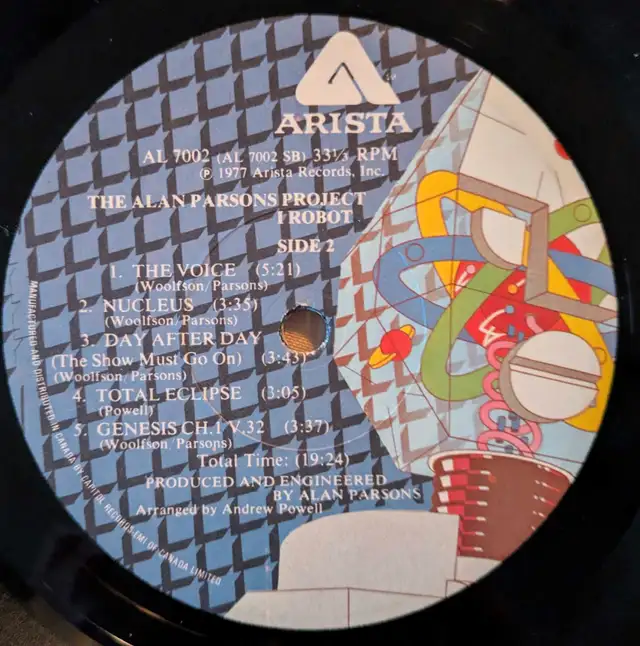 ARISTA
AL 7002 (AL 7002 SB) 33⅓ RPM
℗ 1977 Arista Records, Inc.
THE ALAN PARSONS PROJECT
I ROBOT
SIDE 2
1. THE VOICE (5:21)
(Woolfson/Parsons)
2. NUCLEUS (3:35)
(Woolfson/Parsons)
3. DAY AFTER DAY
(The Show Must Go On) (3:43)
(Woolfson/Parsons)
4. TOTAL ECLIPSE (3:05)
(Powell)
5. GENESIS CH.1 V.32 (3:37)
(Woolfson/Parsons)
Total Time: (19:24)
PRODUCED AND ENGINEERED
BY ALAN PARSONS
Arranged by Andrew Powell
MANUFACTURED AND DISTRIBUTED IN CANADA BY CAPITOL RECORDS-EMI OF CANADA LIMITED